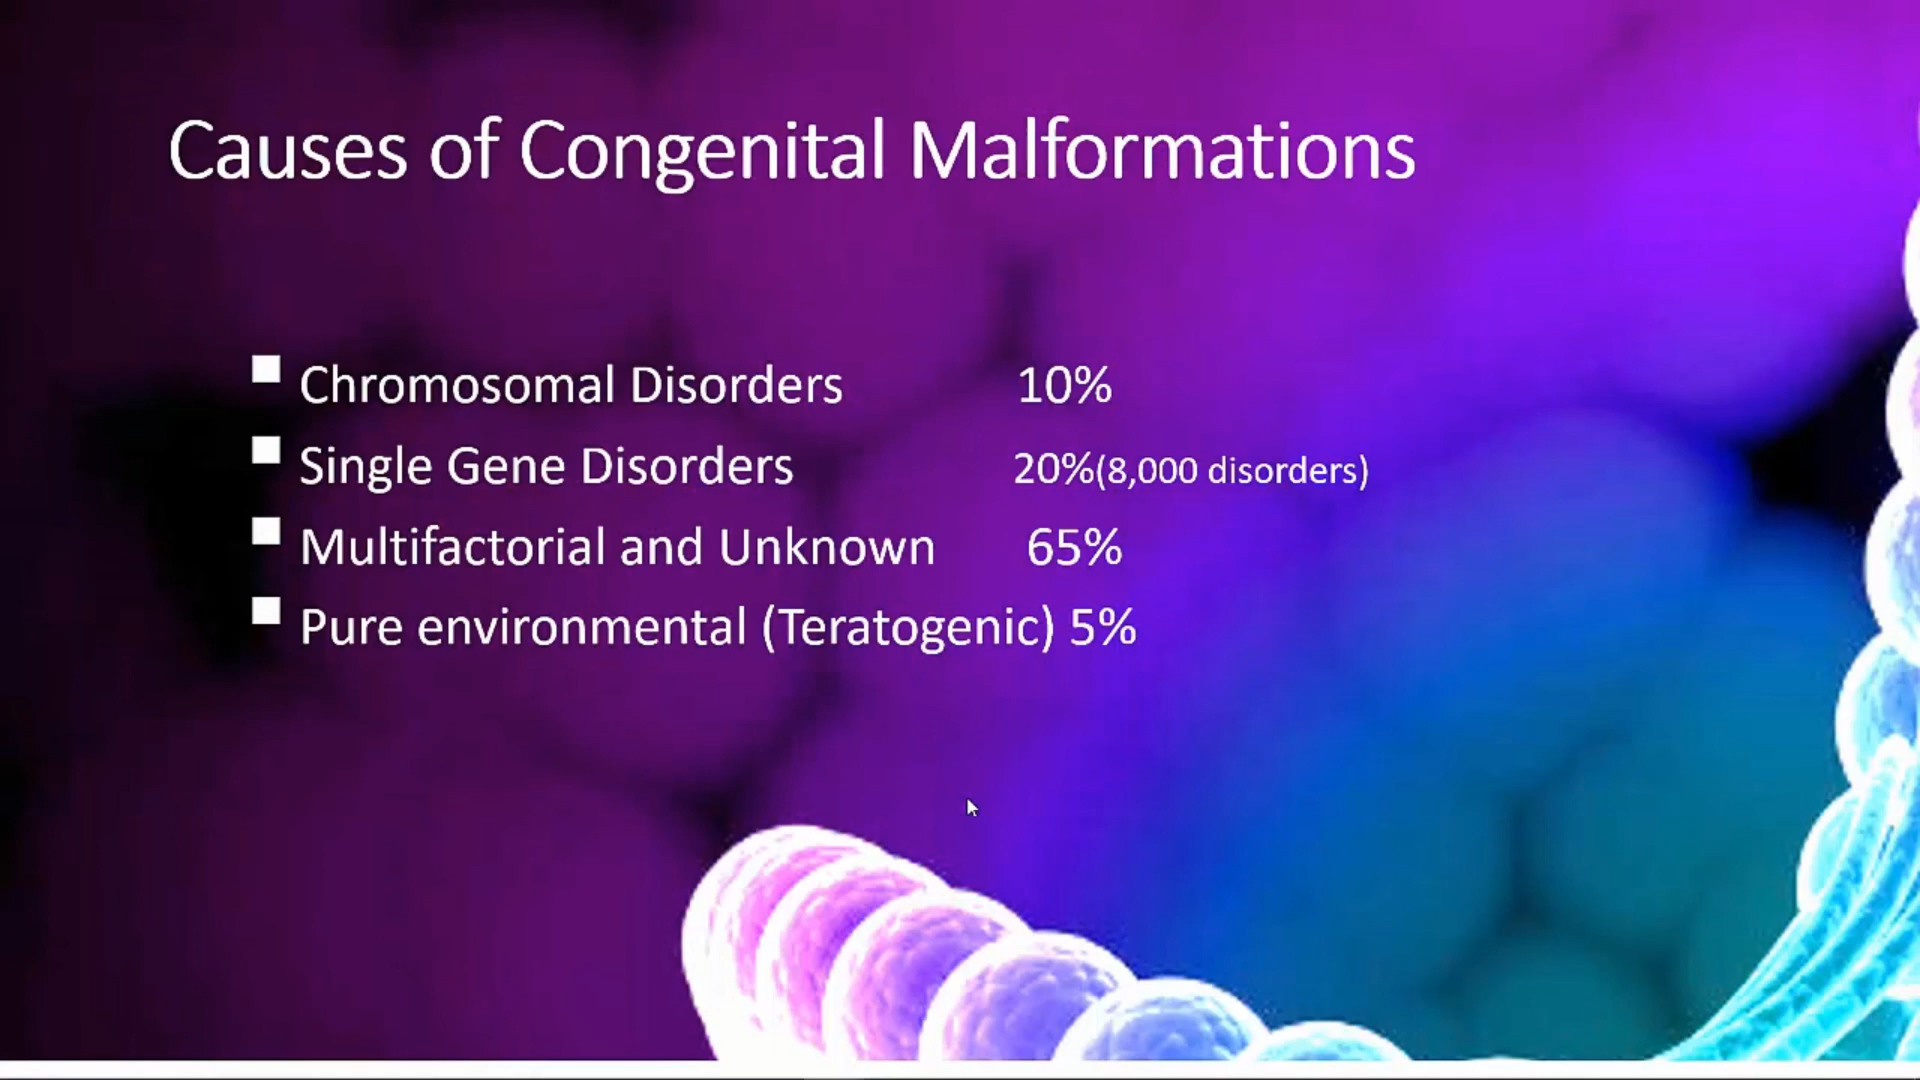 Causes of Congenital Malformations
Chromosomal Disorders 10%
Single Gene Disorders 20%(8,000 disorders)
Multifactorial and Unknown 65%
Pure environmental (Teratogenic) 5%